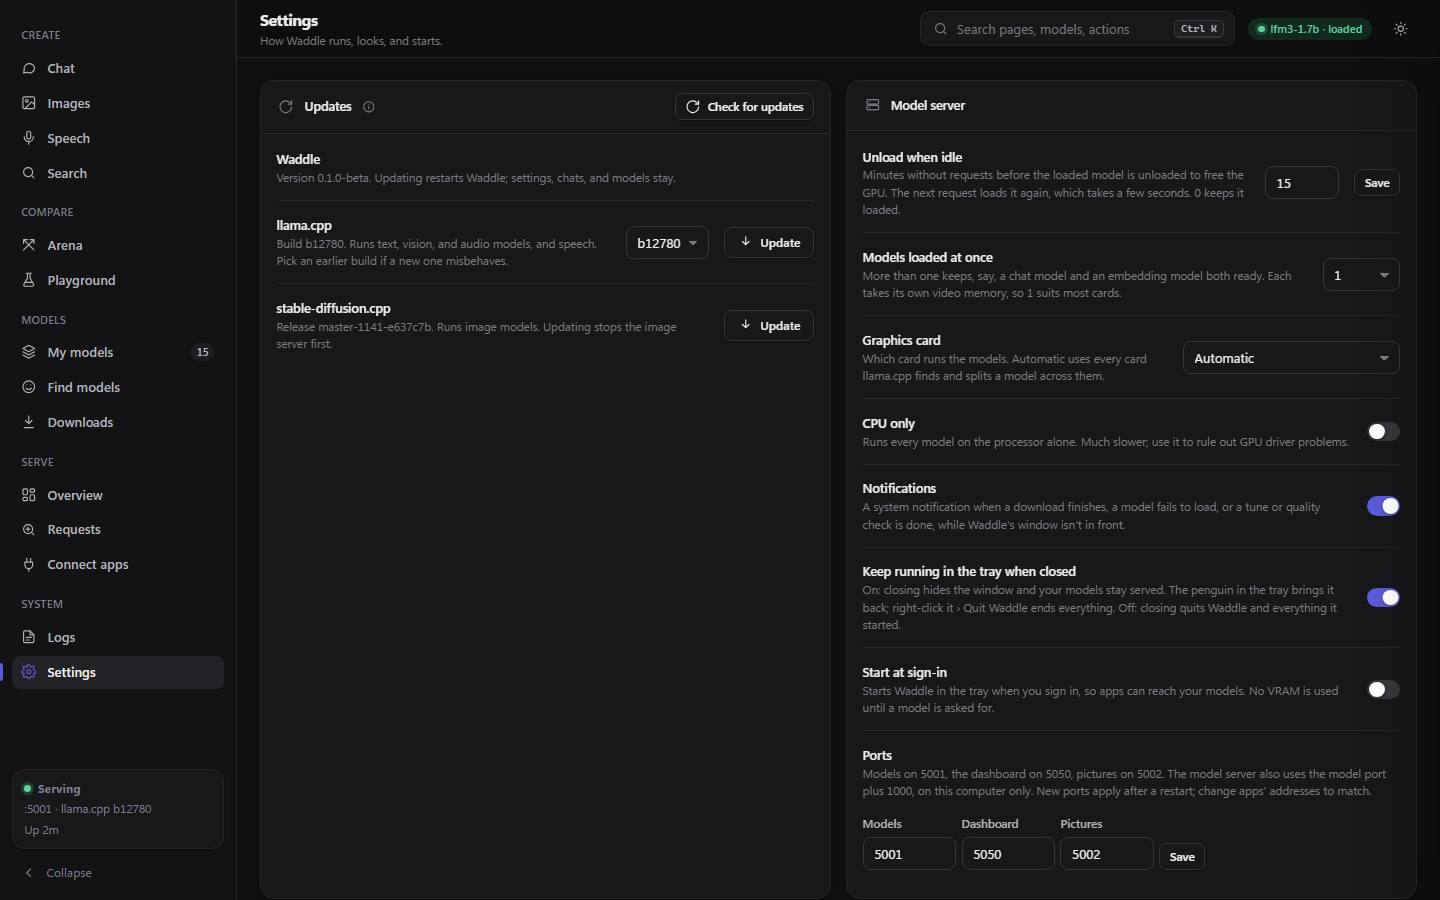 CREATE
Chat
Images
Speech
Search
COMPARE
Arena
Playground
MODELS
My models 15
Find models
Downloads
SERVE
Overview
Requests
Connect apps
SYSTEM
Logs
Settings
Serving
:5001 · llama.cpp b12780
Up 2m
Collapse
Settings
How Waddle runs, looks, and starts.
Search pages, models, actions Ctrl K
lfm3-1.7b · loaded
Updates
Check for updates
Waddle
Version 0.1.0-beta. Updating restarts Waddle; settings, chats, and models stay.
llama.cpp
Build b12780. Runs text, vision, and audio models, and speech.
Pick an earlier build if a new one misbehaves.
b12780
Update
stable-diffusion.cpp
Release master-1141-e637c7b. Runs image models. Updating stops the image
server first.
Update
Model server
Unload when idle
Minutes without requests before the loaded model is unloaded to free the
GPU. The next request loads it again, which takes a few seconds. 0 keeps it
loaded.
15
Save
Models loaded at once
More than one keeps, say, a chat model and an embedding model both ready. Each
takes its own video memory, so 1 suits most cards.
1
Graphics card
Which card runs the models. Automatic uses every card
llama.cpp finds and splits a model across them.
Automatic
CPU only
Runs every model on the processor alone. Much slower; use it to rule out GPU driver problems.
Notifications
A system notification when a download finishes, a model fails to load, or a tune or quality
check is done, while Waddle's window isn't in front.
Keep running in the tray when closed
On: closing hides the window and your models stay served. The penguin in the tray brings it
back; right-click it › Quit Waddle ends everything. Off: closing quits Waddle and everything it
started.
Start at sign-in
Starts Waddle in the tray when you sign in, so apps can reach your models. No VRAM is used
until a model is asked for.
Ports
Models on 5001, the dashboard on 5050, pictures on 5002. The model server also uses the model port
plus 1000, on this computer only. New ports apply after a restart; change apps' addresses to match.
Models Dashboard Pictures
5001 5050 5002 Save